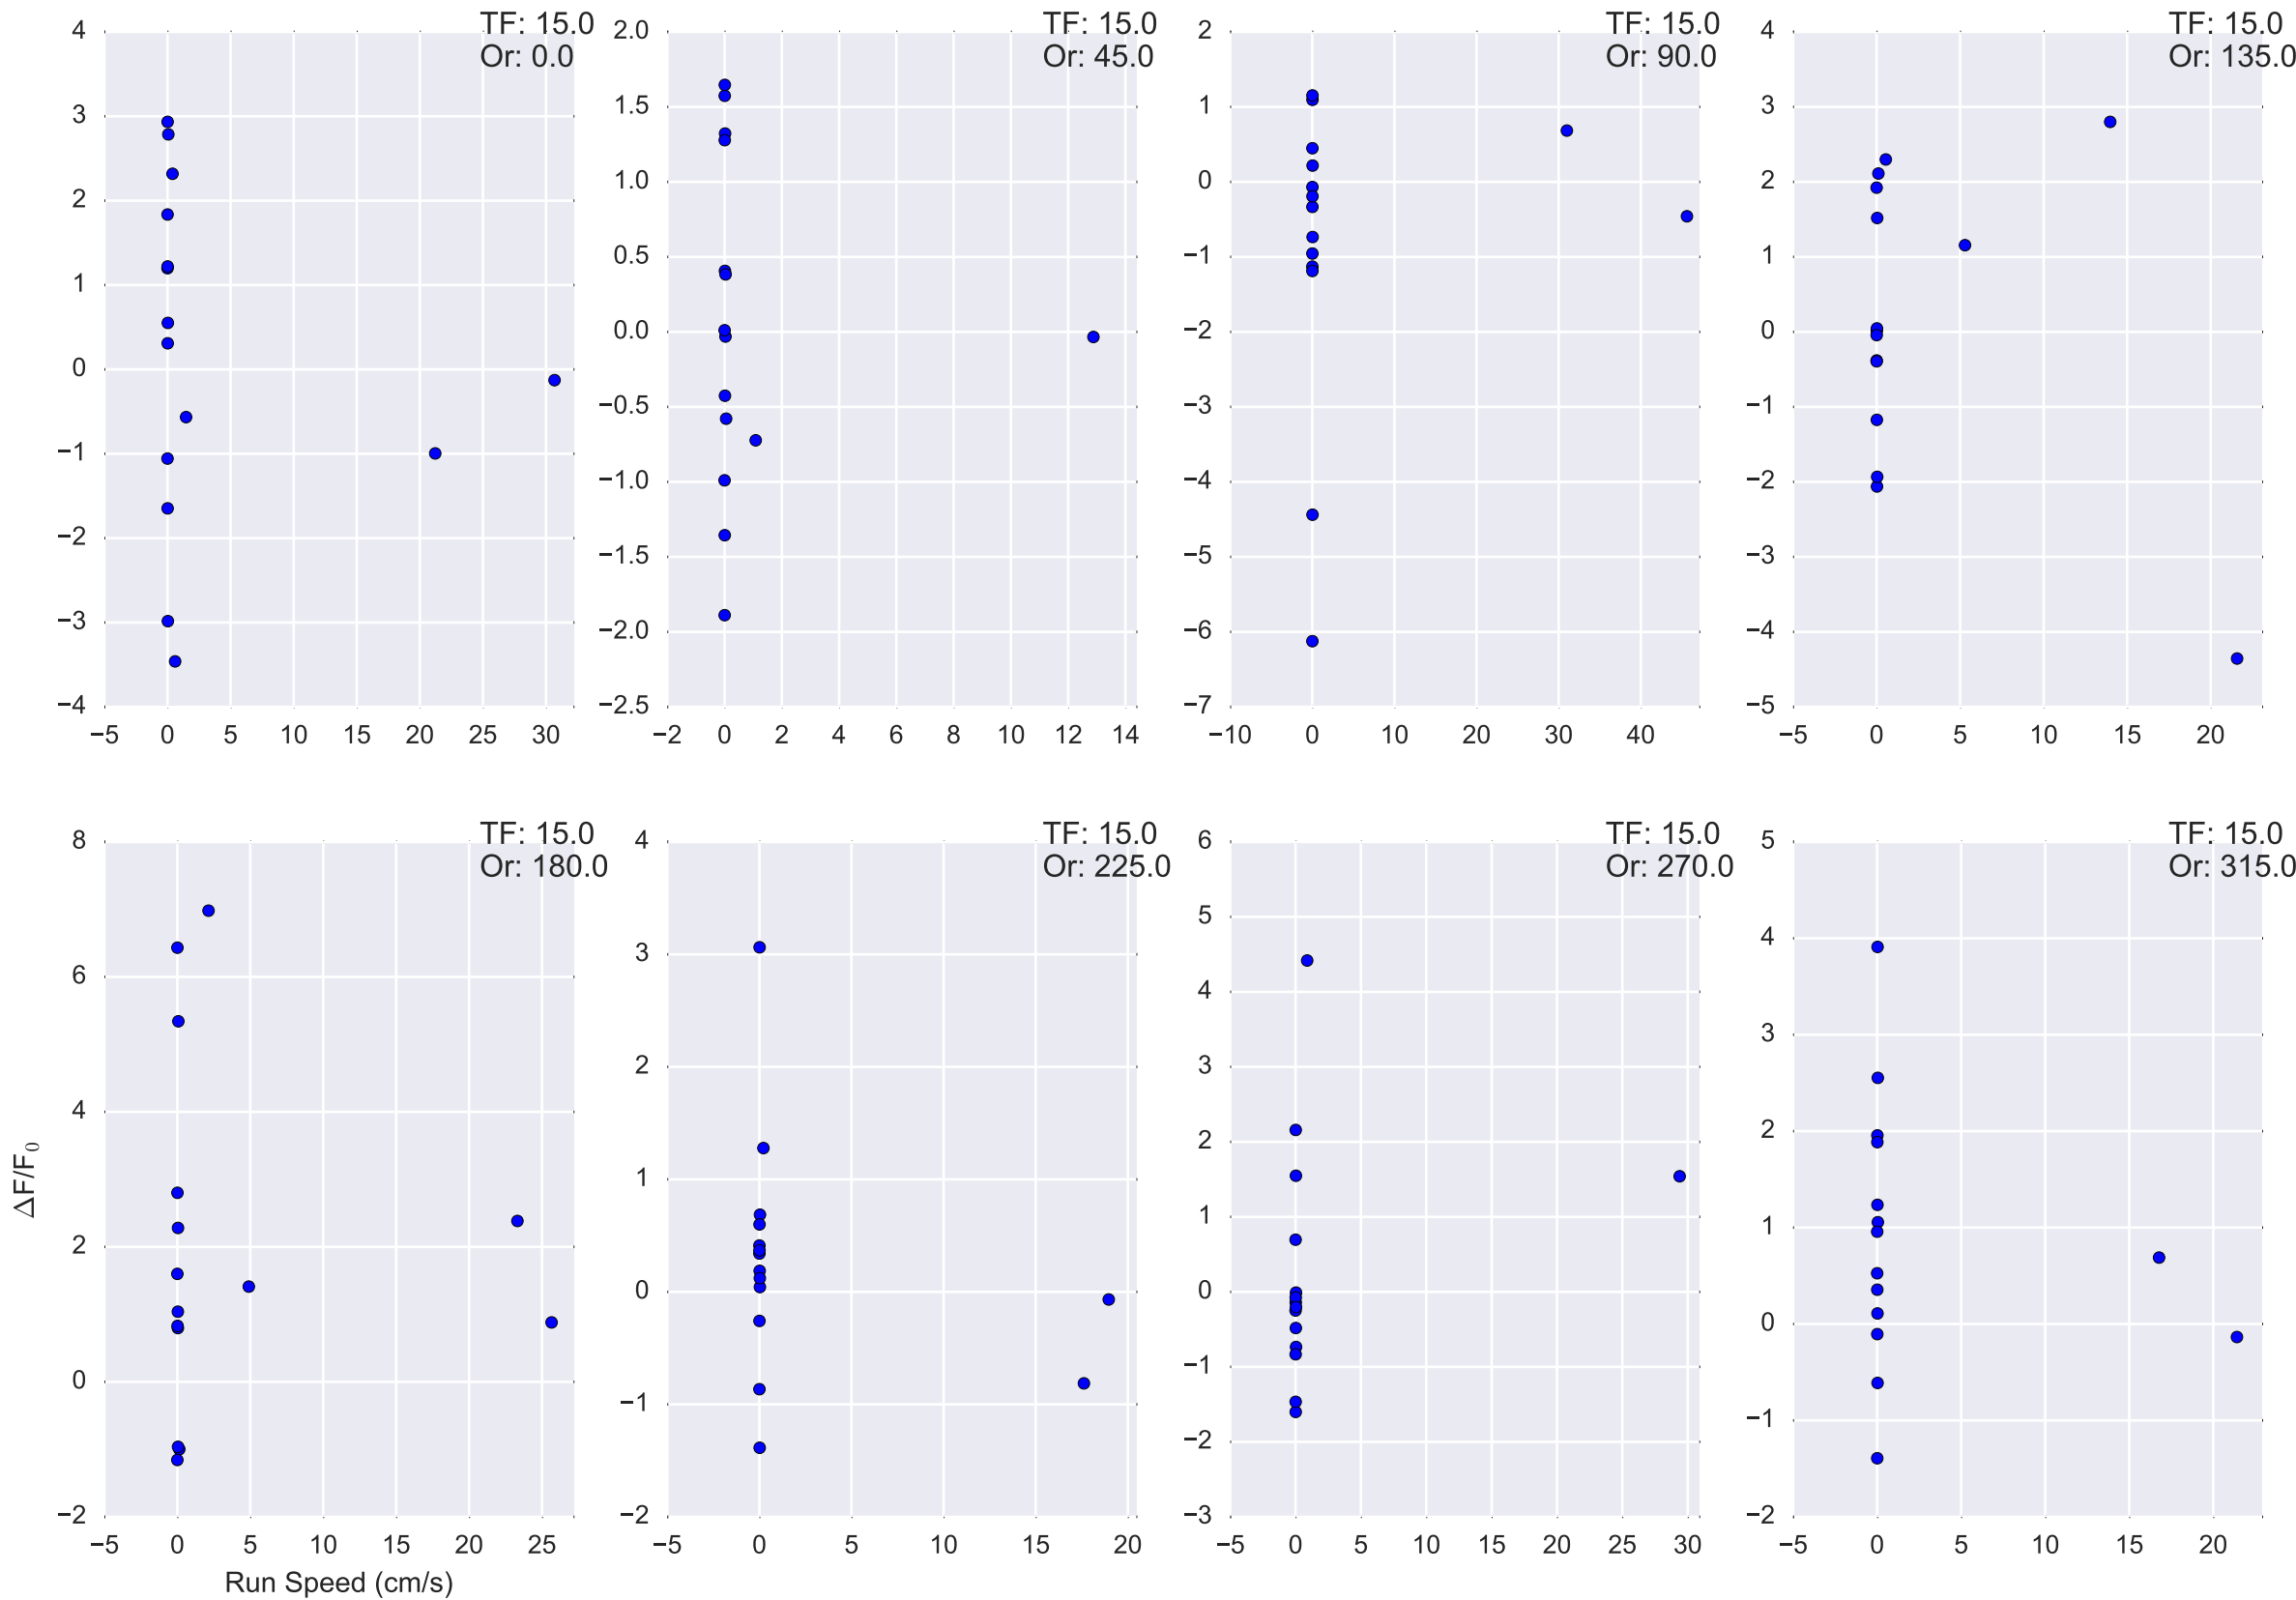 TF: 15.0
Or: 0.0
4
3
2
1
0
−1
−2
−3
−4
−5 0 5 10 15 20 25 30
TF: 15.0
Or: 45.0
2.0
1.5
1.0
0.5
0.0
−0.5
−1.0
−1.5
−2.0
−2.5
−2 0 2 4 6 8 10 12 14
TF: 15.0
Or: 90.0
2
1
0
−1
−2
−3
−4
−5
−6
−7
−10 0 10 20 30 40
TF: 15.0
Or: 135.0
4
3
2
1
0
−1
−2
−3
−4
−5
−5 0 5 10 15 20
TF: 15.0
Or: 180.0
8
6
4
2
0
−2
−5 0 5 10 15 20 25
ΔF/F₀
Run Speed (cm/s)
TF: 15.0
Or: 225.0
4
3
2
1
0
−1
−2
−5 0 5 10 15 20
TF: 15.0
Or: 270.0
6
5
4
3
2
1
0
−1
−2
−3
−5 0 5 10 15 20 25 30
TF: 15.0
Or: 315.0
5
4
3
2
1
0
−1
−2
−5 0 5 10 15 20